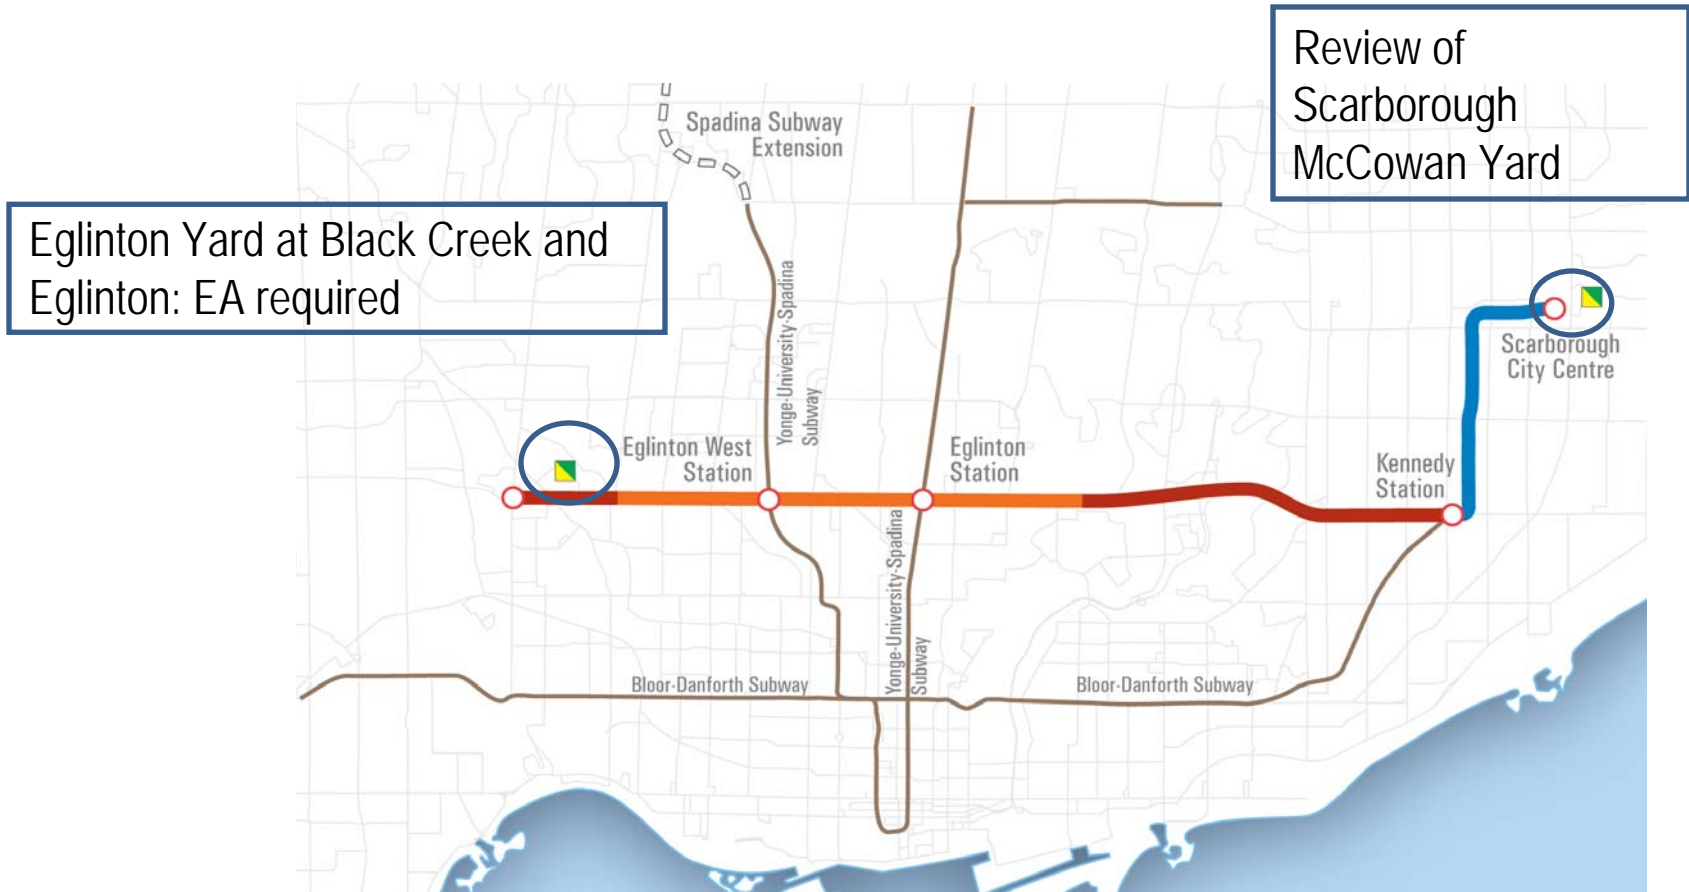 Review of
Scarborough
McCowan Yard
Spadina Subway
Extension
Eglinton Yard at Black Creek and
Eglinton: EA required
Yonge-University-Spadina
Subway
Scarborough
City Centre
Eglinton West
Station
Eglinton
Station
Kennedy
Station
Yonge-University-Spadina
Subway
Bloor-Danforth Subway
Bloor-Danforth Subway